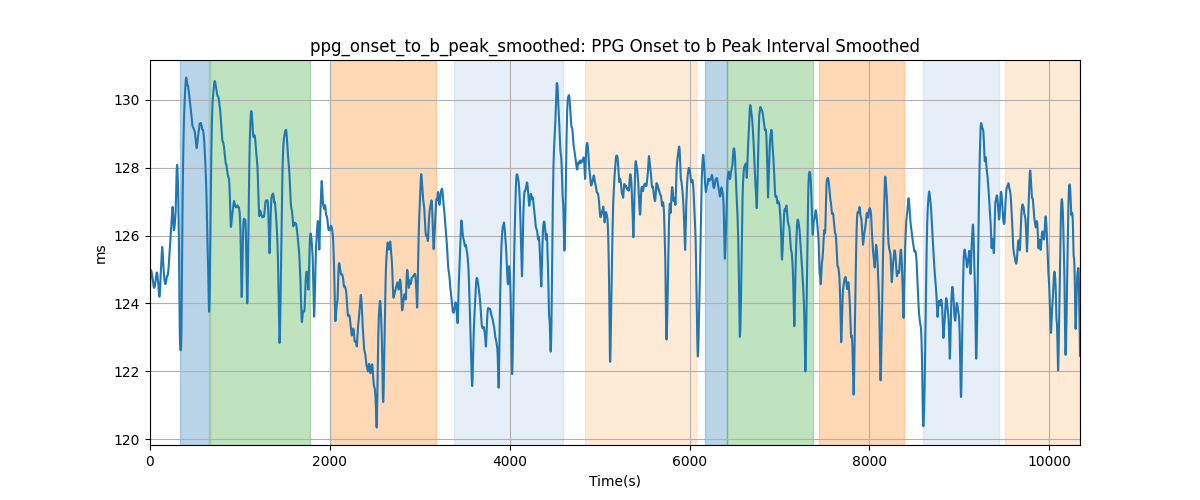 ppg_onset_to_b_peak_smoothed: PPG Onset to b Peak Interval Smoothed
130
128
126
124
122
120
ms
0 2000 4000 6000 8000 10000
Time(s)